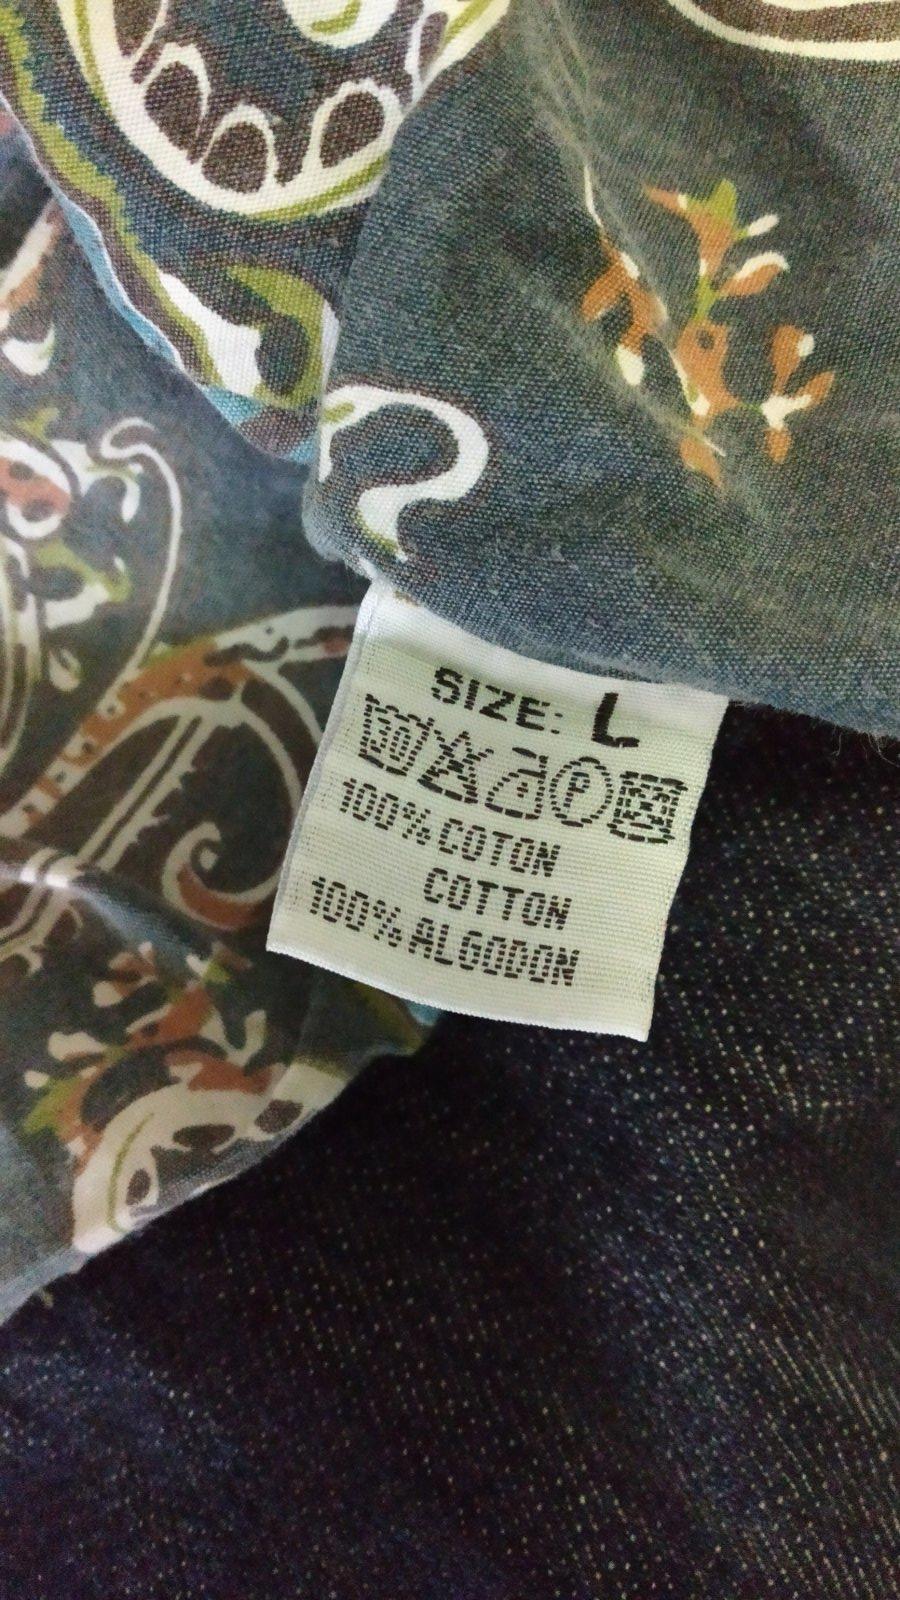 SIZE: L
P
100% COTON
COTTON
100% ALGODON